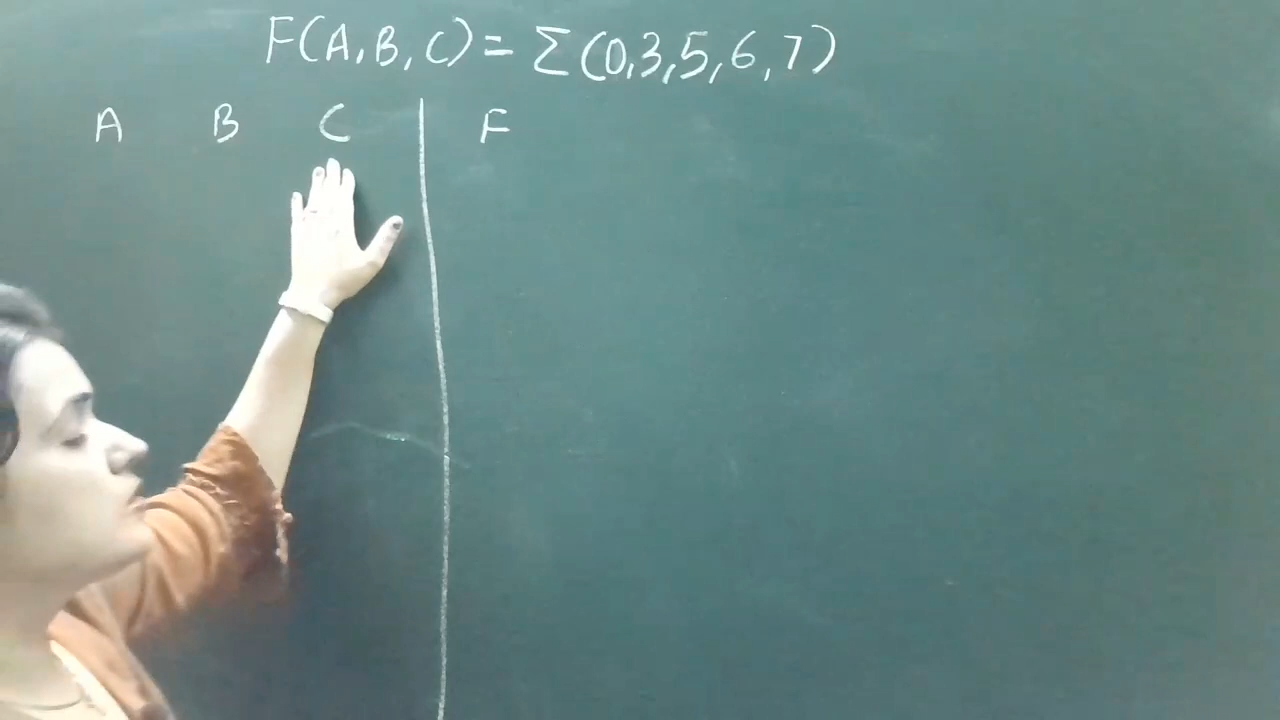 F(A,B,C) = Σ(0,3,5,6,7)
A B C F